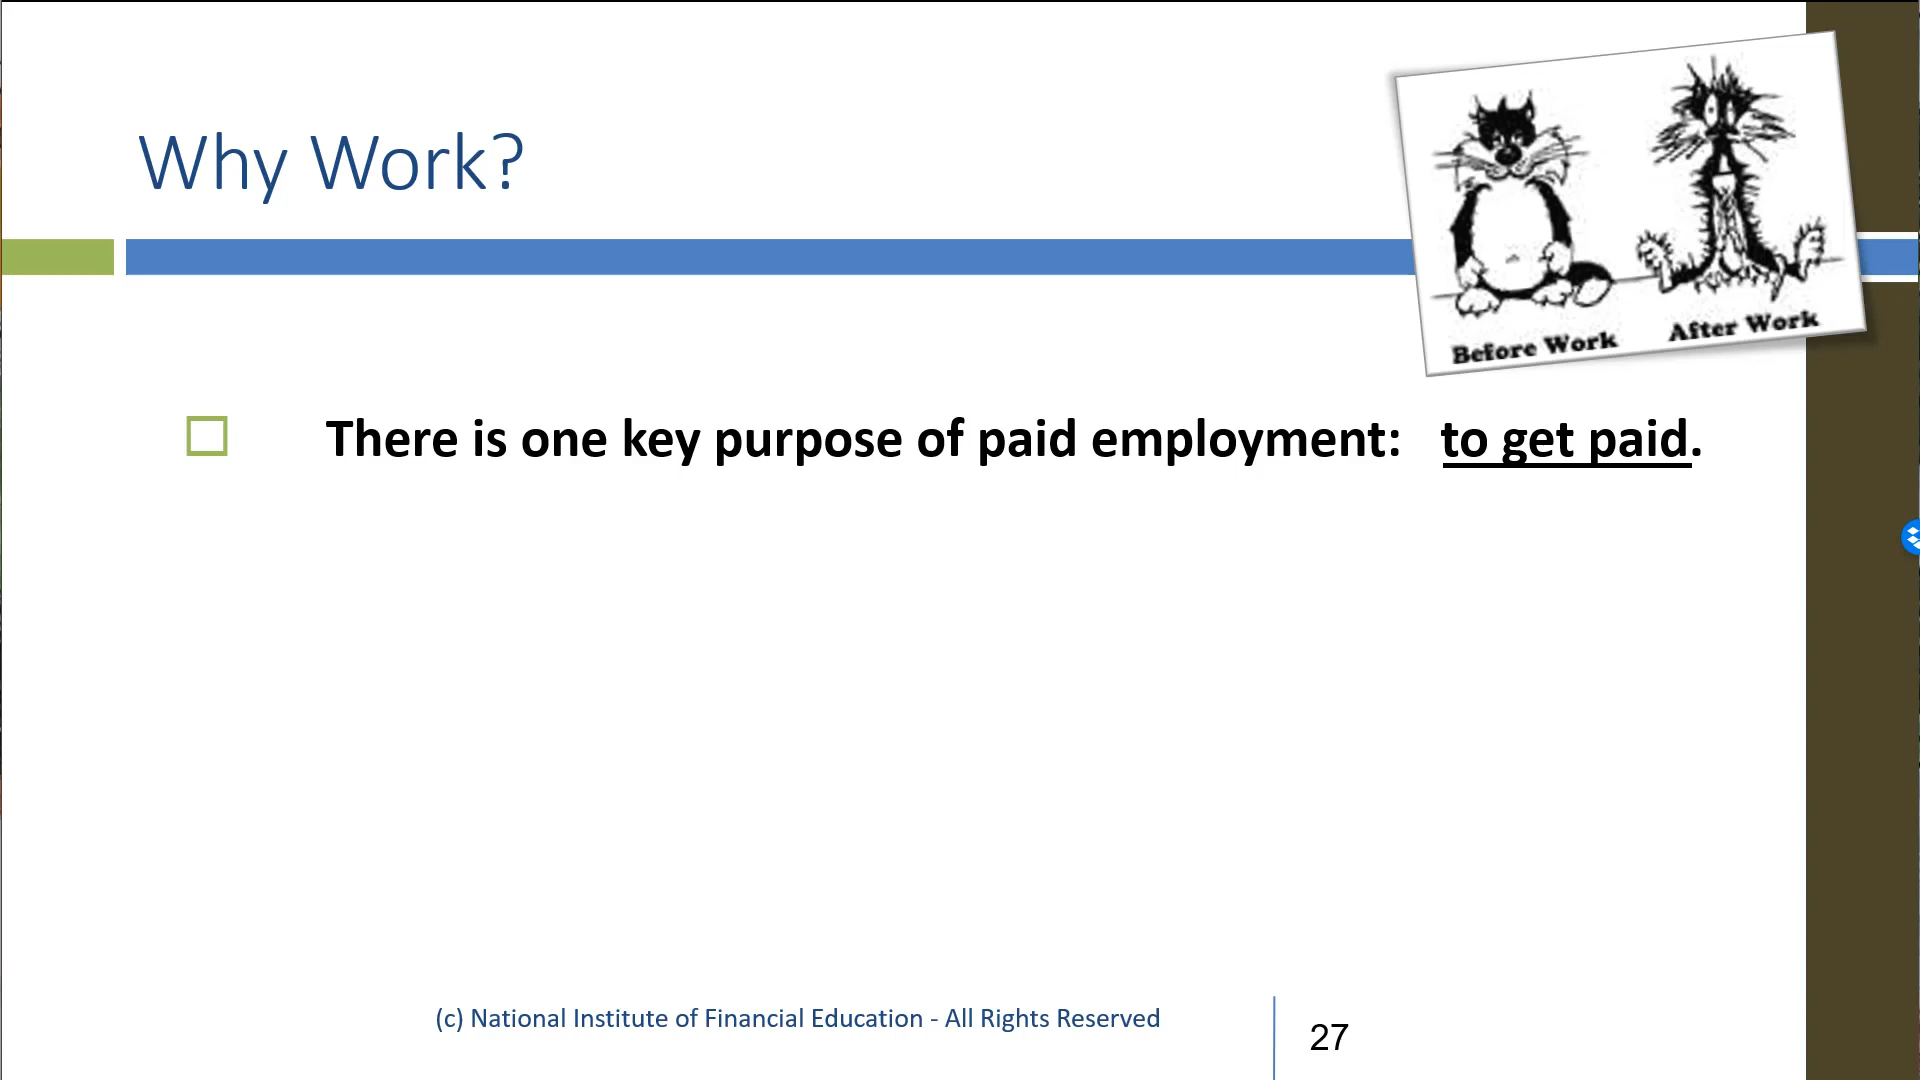 Why Work?
Before Work
After Work
There is one key purpose of paid employment: to get paid.
(c) National Institute of Financial Education - All Rights Reserved
27